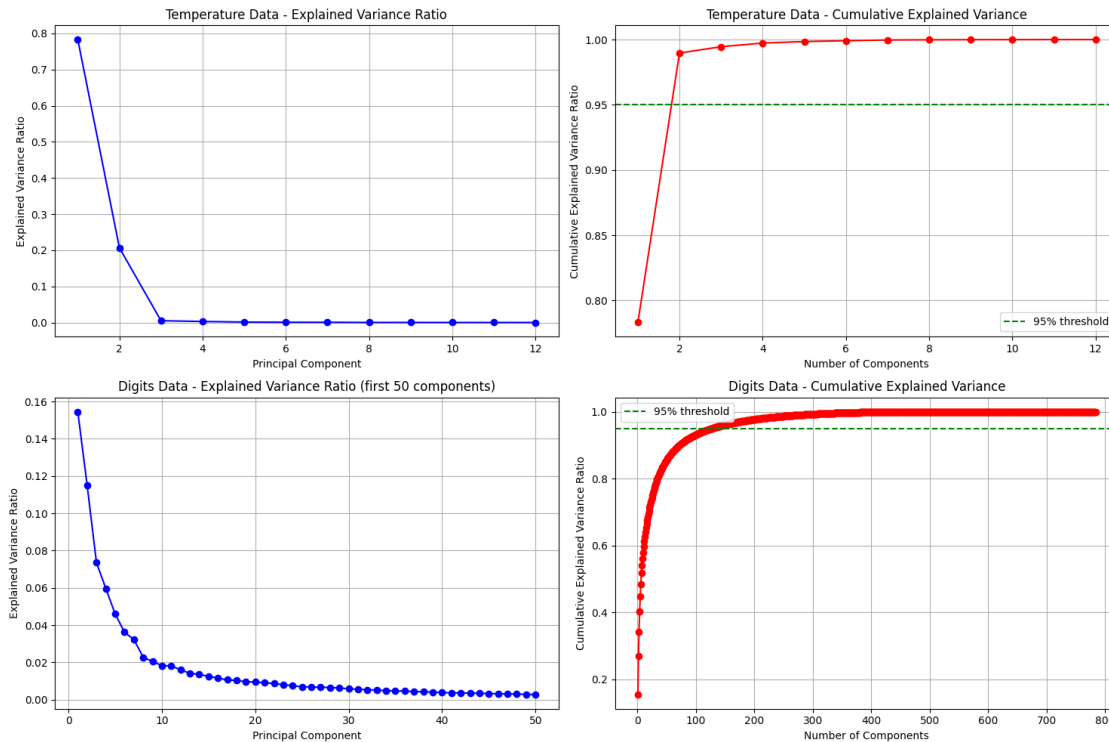 Temperature Data - Explained Variance Ratio
0.8
0.7
0.6
0.5
0.4
0.3
0.2
0.1
0.0
Explained Variance Ratio
2 4 6 8 10 12
Principal Component
Temperature Data - Cumulative Explained Variance
1.00
0.95
0.90
0.85
0.80
Cumulative Explained Variance Ratio
95% threshold
2 4 6 8 10 12
Number of Components
Digits Data - Explained Variance Ratio (first 50 components)
0.16
0.14
0.12
0.10
0.08
0.06
0.04
0.02
0.00
Explained Variance Ratio
0 10 20 30 40 50
Principal Component
Digits Data - Cumulative Explained Variance
95% threshold
1.0
0.8
0.6
0.4
0.2
Cumulative Explained Variance Ratio
0 100 200 300 400 500 600 700 800
Number of Components